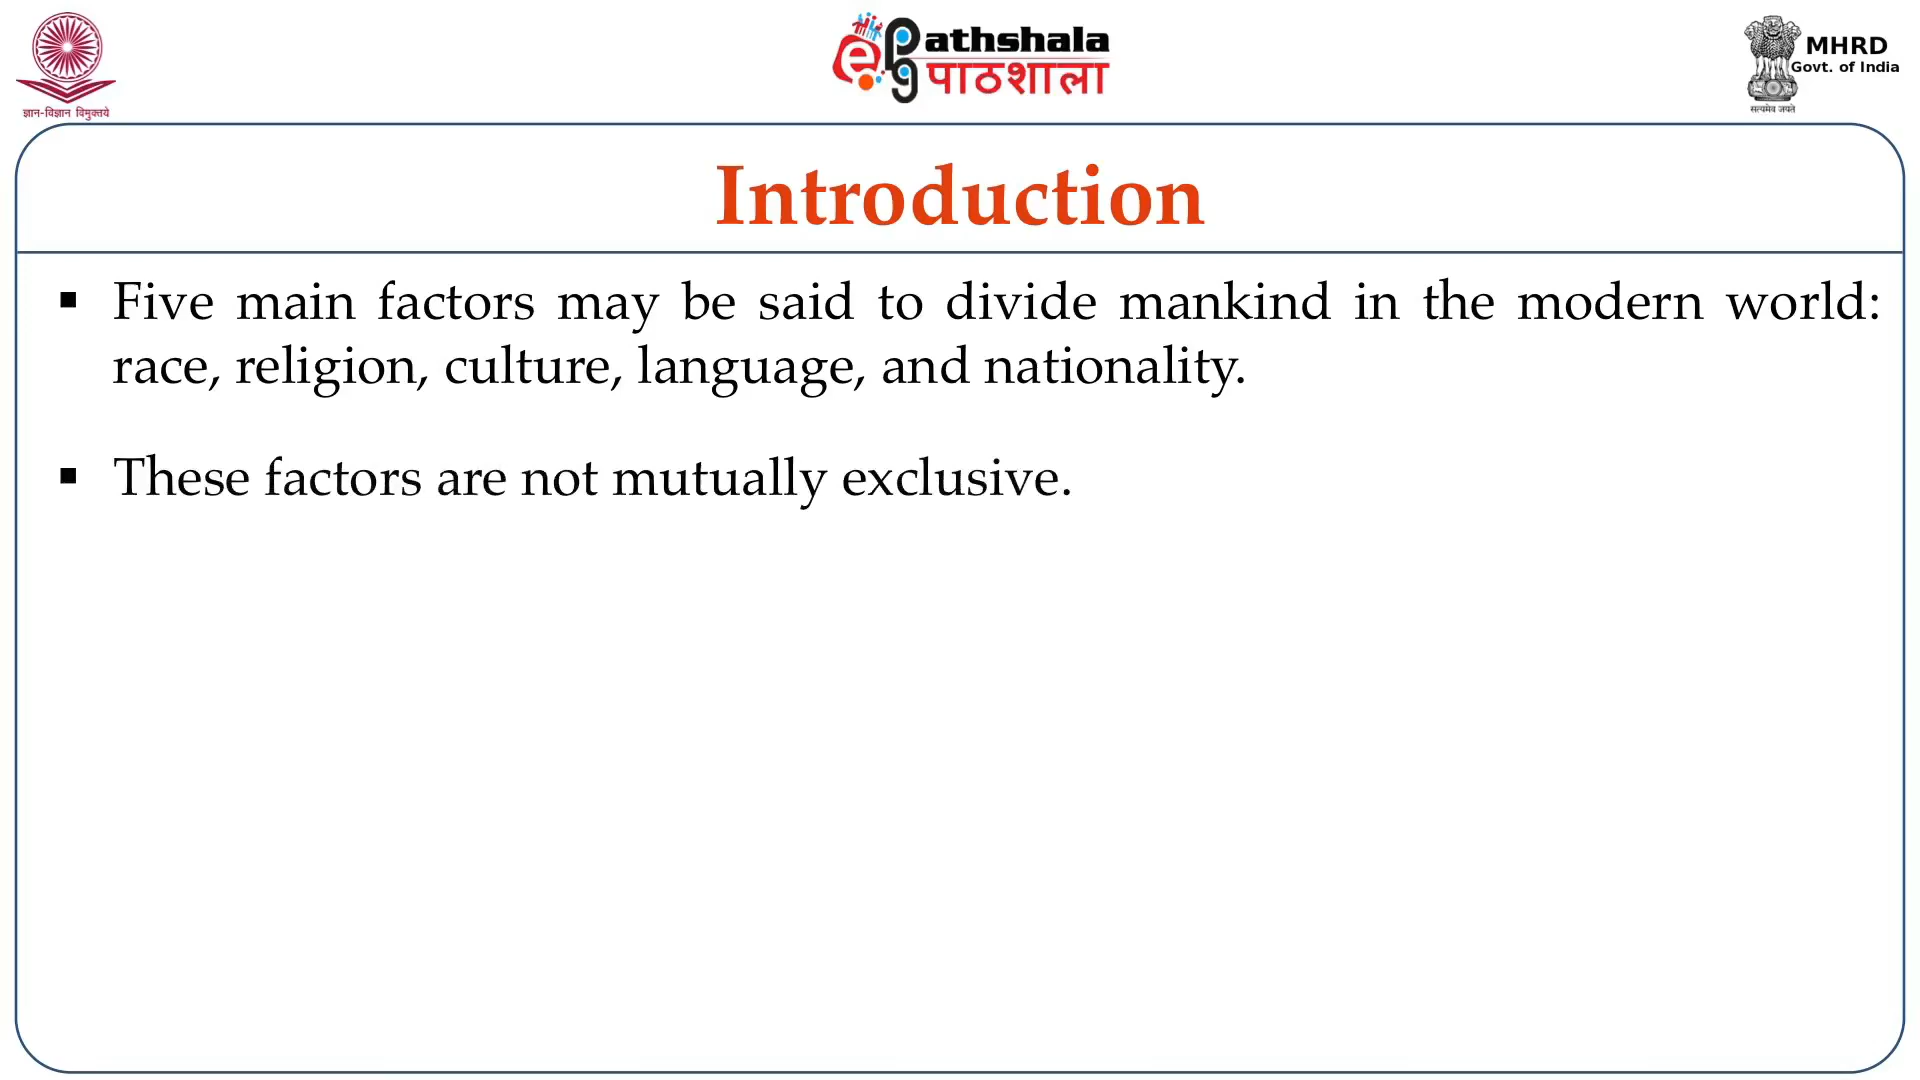 ज्ञान-विज्ञान विमुक्तये
e pg Pathshala
पाठशाला
MHRD
Govt. of India
सत्यमेव जयते
Introduction
▪ Five main factors may be said to divide mankind in the modern world:
race, religion, culture, language, and nationality.
▪ These factors are not mutually exclusive.